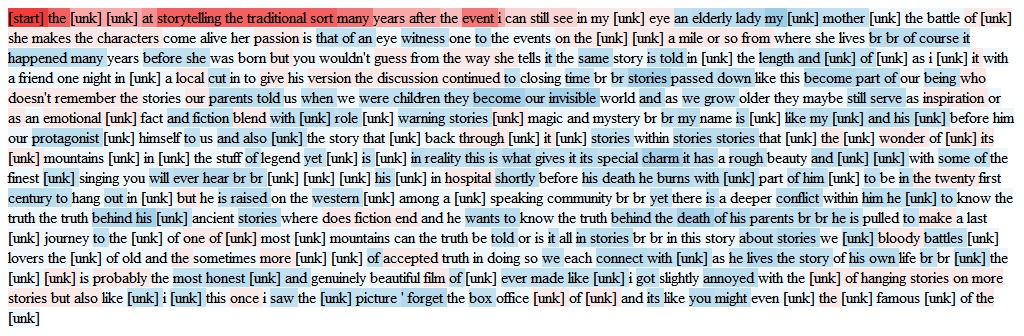 [start] the [unk] [unk] at storytelling the traditional sort many years after the event i can still see in my [unk] eye an elderly lady my [unk] mother [unk] the battle of [unk]
she makes the characters come alive her passion is that of an eye witness one to the events on the [unk] [unk] a mile or so from where she lives br br of course it
happened many years before she was born but you wouldn't guess from the way she tells it the same story is told in [unk] the length and [unk] of [unk] as i [unk] it with
a friend one night in [unk] a local cut in to give his version the discussion continued to closing time br br stories passed down like this become part of our being who
doesn't remember the stories our parents told us when we were children they become our invisible world and as we grow older they maybe still serve as inspiration or
as an emotional [unk] fact and fiction blend with [unk] role [unk] warning stories [unk] magic and mystery br br my name is [unk] like my [unk] and his [unk] before him
our protagonist [unk] himself to us and also [unk] the story that [unk] back through [unk] it [unk] stories within stories stories that [unk] the [unk] wonder of [unk] its
[unk] mountains [unk] in [unk] the stuff of legend yet [unk] is [unk] in reality this is what gives it its special charm it has a rough beauty and [unk] [unk] with some of the
finest [unk] singing you will ever hear br br [unk] [unk] [unk] his [unk] in hospital shortly before his death he burns with [unk] part of him [unk] to be in the twenty first
century to hang out in [unk] but he is raised on the western [unk] among a [unk] speaking community br br yet there is a deeper conflict within him he [unk] to know the
truth the truth behind his [unk] ancient stories where does fiction end and he wants to know the truth behind the death of his parents br br he is pulled to make a last
[unk] journey to the [unk] of one of [unk] most [unk] mountains can the truth be told or is it all in stories br br in this story about stories we [unk] bloody battles [unk]
lovers the [unk] of old and the sometimes more [unk] [unk] of accepted truth in doing so we each connect with [unk] as he lives the story of his own life br br [unk] the
[unk] [unk] is probably the most honest [unk] and genuinely beautiful film of [unk] ever made like [unk] i got slightly annoyed with the [unk] of hanging stories on more
stories but also like [unk] i [unk] this once i saw the [unk] picture ' forget the box office [unk] of [unk] and its like you might even [unk] the [unk] famous [unk] of the
[unk]